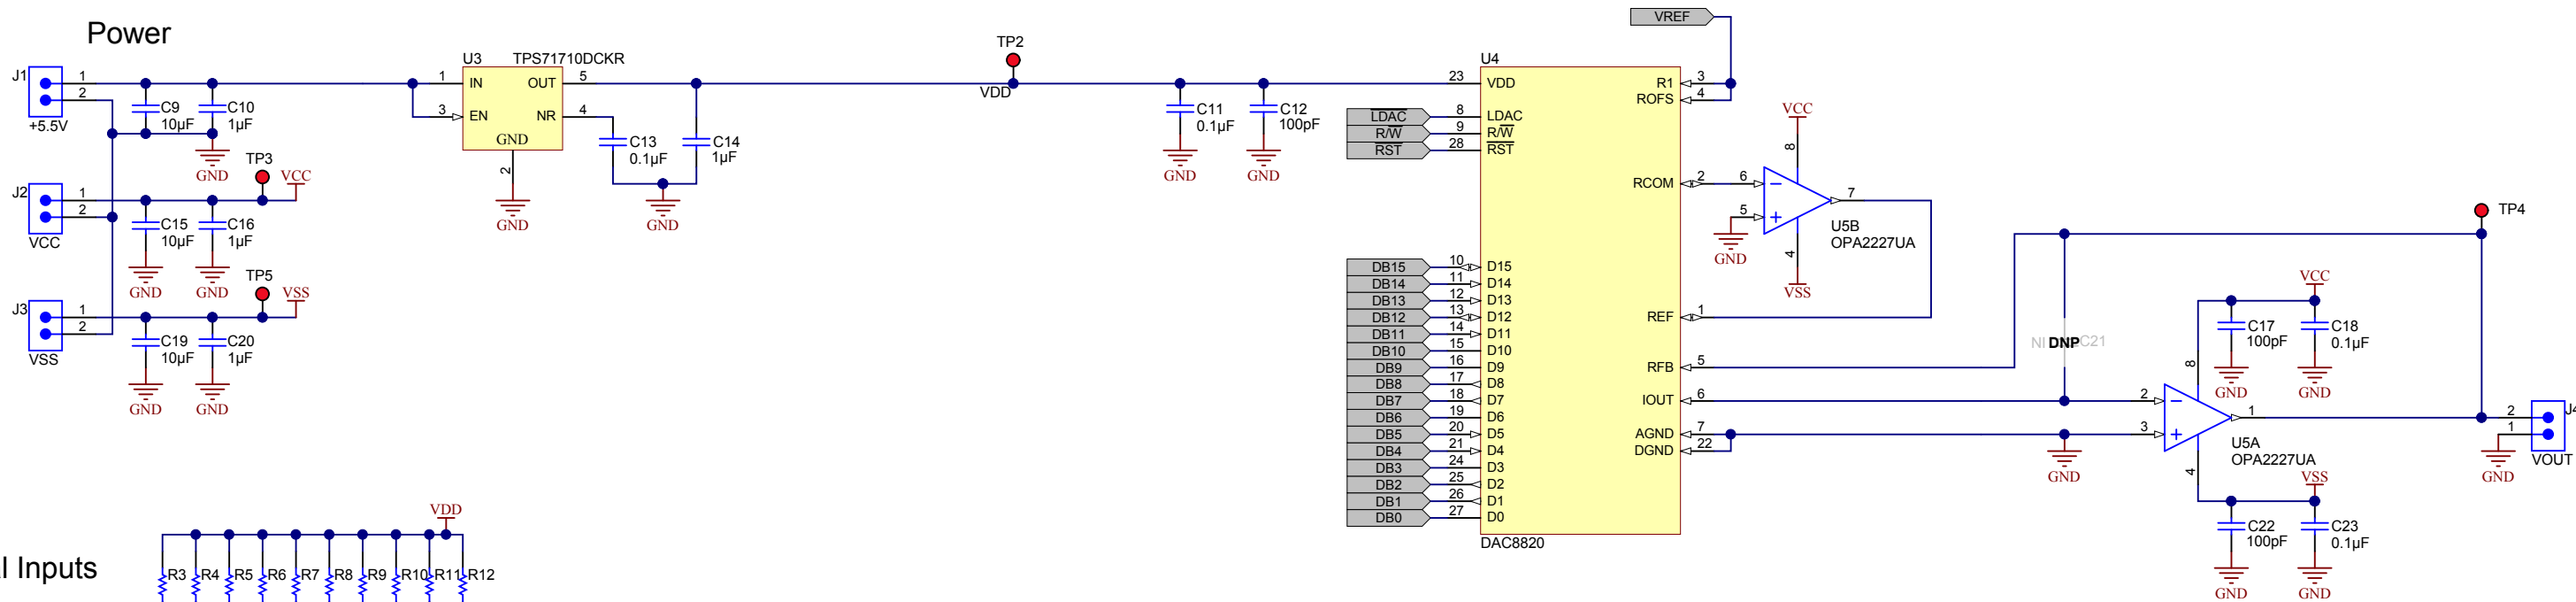 Power
J1
1
2
+5.5V
C9
10µF
C10
1µF
GND
U3
TPS71710DCKR
1
IN
OUT
5
3
EN
NR
4
GND
2
GND
C13
0.1µF
C14
1µF
GND
TP2
VDD
C11
0.1µF
GND
C12
100pF
GND
TP3
VCC
J2
1
2
VCC
C15
10µF
GND
C16
1µF
GND
TP5
VSS
J3
1
2
VSS
C19
10µF
GND
C20
1µF
GND
VREF
U4
23
VDD
R1
3
ROFS
4
LDAC
8
LDAC
R/W
9
R/W
RST
28
RST
RCOM
2
DB15
10
D15
DB14
11
D14
DB13
12
D13
DB12
13
D12
REF
1
DB11
14
D11
DB10
15
D10
DB9
16
D9
RFB
5
DB8
17
D8
DB7
18
D7
IOUT
6
DB6
19
D6
DB5
20
D5
AGND
7
DB4
21
D4
DGND
22
DB3
24
D3
DB2
25
D2
DB1
26
D1
DB0
27
D0
DAC8820
VCC
8
6
7
5
GND
4
VSS
U5B
OPA2227UA
TP4
NI
DNP
C21
VCC
C17
100pF
GND
C18
0.1µF
GND
8
2
1
3
4
U5A
OPA2227UA
GND
VSS
C22
100pF
GND
C23
0.1µF
GND
J4
2
1
VOUT
GND
VDD
l Inputs
R3
R4
R5
R6
R7
R8
R9
R10
R11
R12